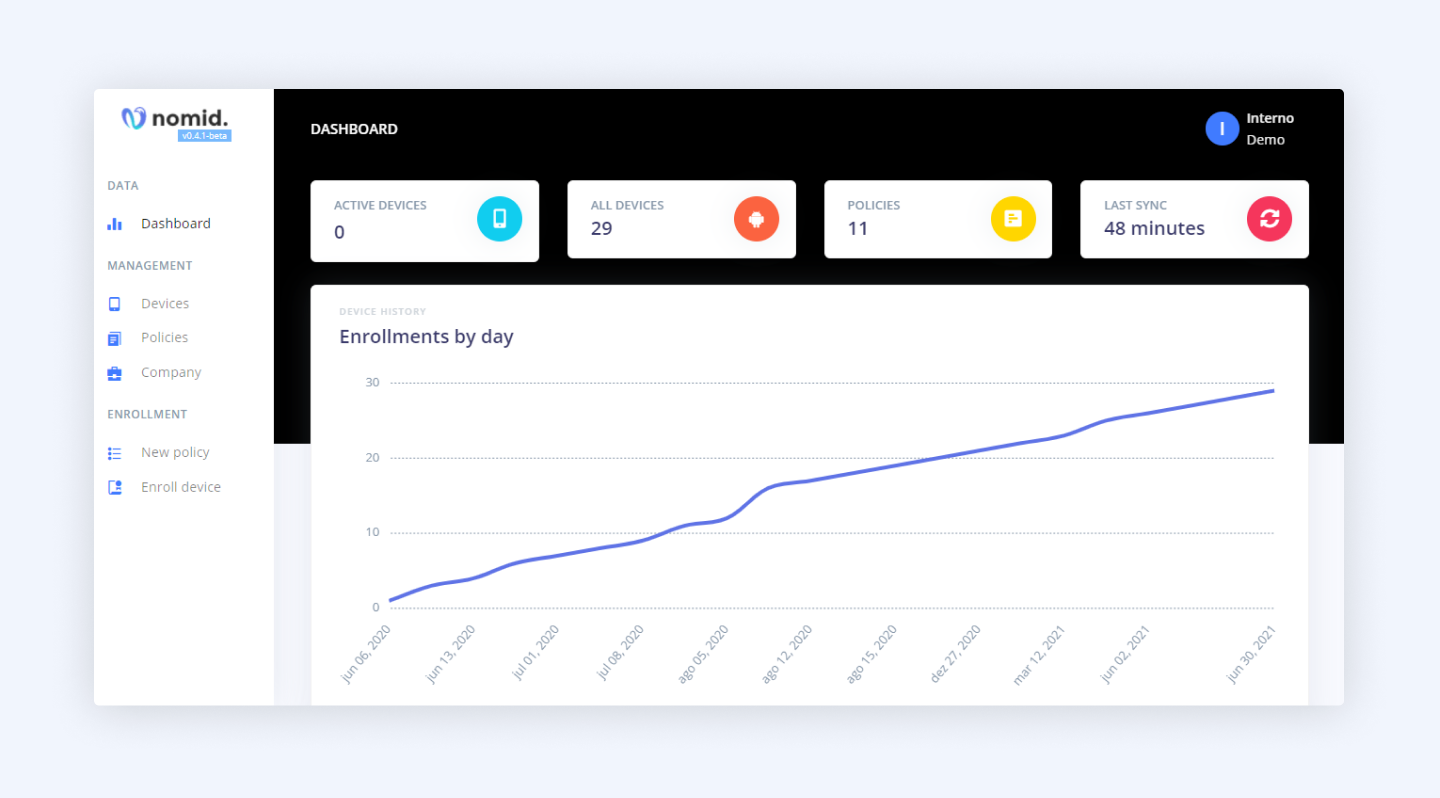 nomid.
v0.4.1-beta
DATA
Dashboard
MANAGEMENT
Devices
Policies
Company
ENROLLMENT
New policy
Enroll device
DASHBOARD
I
Interno
Demo
ACTIVE DEVICES
0
ALL DEVICES
29
POLICIES
11
LAST SYNC
48 minutes
DEVICE HISTORY
Enrollments by day
30
20
10
0
jun 06, 2020
jun 13, 2020
jul 01, 2020
jul 08, 2020
ago 05, 2020
ago 12, 2020
ago 15, 2020
dez 27, 2020
mar 12, 2021
jun 02, 2021
jun 30, 2021